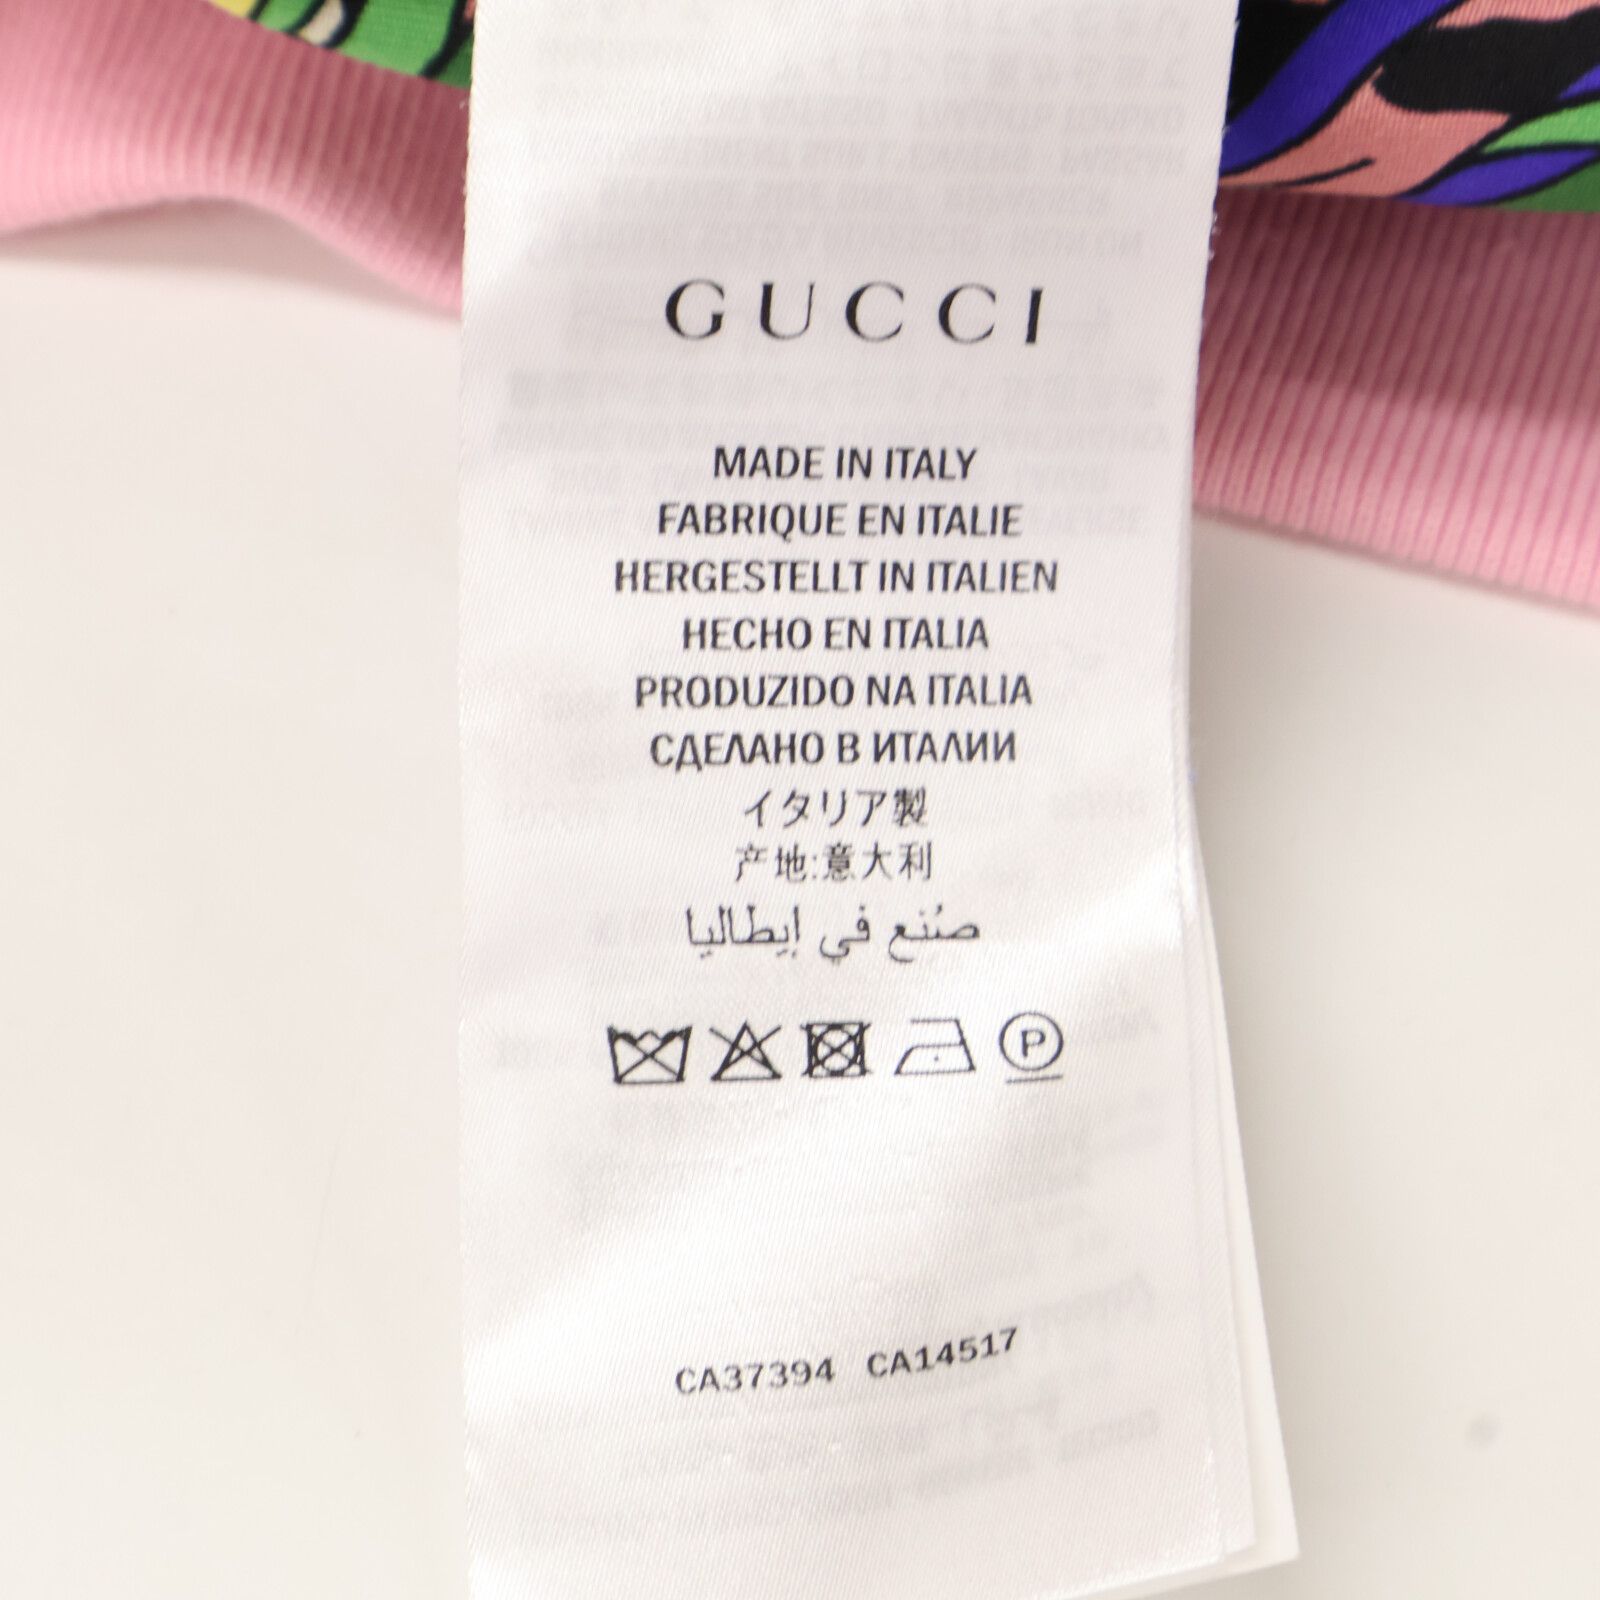 GUCCI
MADE IN ITALY
FABRIQUE EN ITALIE
HERGESTELLT IN ITALIEN
HECHO EN ITALIA
PRODUZIDO NA ITALIA
СДЕЛАНО В ИТАЛИИ
イタリア製
产地:意大利
صُنع في إيطاليا
P
CA37394 CA14517